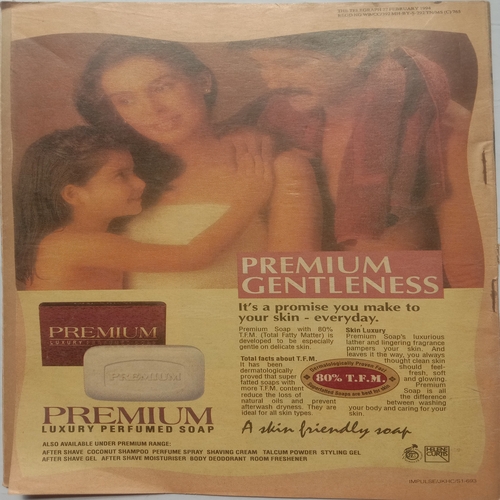 PREMIUM
GENTLENESS
It's a promise you make to
your skin - everyday.
Premium Soap with 80%
T.F.M. (Total Fatty Matter) is
developed to be especially
gentle on delicate skin.
Total facts about T.F.M.
It has been
dermatologically
proved that super
fatted soaps with
more T.F.M. content
reduce the loss of
natural oils and prevent
afterwash dryness. They are
ideal for all skin types.
Skin Luxury
Premium Soap's luxurious
lather and lingering fragrance
pampers your skin. And
leaves it the way, you always
thought clean skin
should feel-
fresh, soft
and glowing.
Premium
Soap is all
the difference
between washing
your body and caring for
your skin.
Dermatologically Proven Fact
80% T.F.M.
PREMIUM
LUXURY PERFUMED SOAP
PREMIUM
PREMIUM
LUXURY PERFUMED SOAP
A skin friendly soap
ALSO AVAILABLE UNDER PREMIUM RANGE:
AFTER SHAVE COCONUT SHAMPOO PERFUME SPRAY SHAVING CREAM TALCUM POWDER STYLING GEL
AFTER SHAVE GEL AFTER SHAVE MOISTURISER BODY DEODORANT ROOM FRESHENER